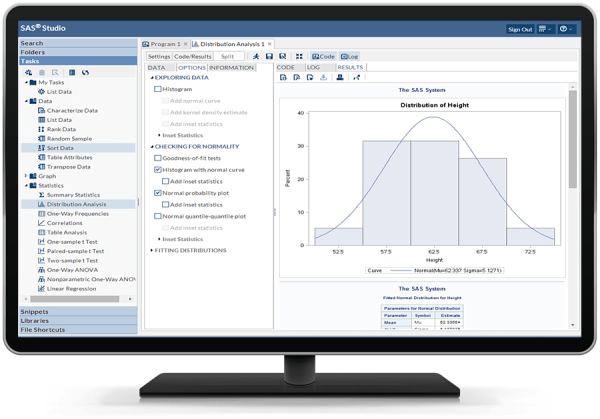 SAS® Studio
Sign Out
Search
Folders
Tasks
My Tasks
List Data
Data
Characterize Data
List Data
Rank Data
Random Sample
Sort Data
Table Attributes
Transpose Data
Graph
Statistics
Summary Statistics
Distribution Analysis
One-Way Frequencies
Correlations
Table Analysis
One-sample t Test
Paired-sample t Test
Two-sample t Test
One-Way ANOVA
Nonparametric One-Way ANOV
Linear Regression
Snippets
Libraries
File Shortcuts
Program 1 × Distribution Analysis 1 ×
Settings Code/Results Split Code Log
DATA OPTIONS INFORMATION
EXPLORING DATA
Histogram
Add normal curve
Add kernel density estimate
Add inset statistics
Inset Statistics
CHECKING FOR NORMALITY
Goodness-of-fit tests
Histogram with normal curve
Add inset statistics
Normal probability plot
Add inset statistics
Normal quantile-quantile plot
Add inset statistics
Inset Statistics
FITTING DISTRIBUTIONS
CODE LOG RESULTS
The SAS System
Distribution of Height
40
30
20
10
0
Percent
52.5 57.5 62.5 67.5 72.5
Height
Curve Normal(Mu=62.337 Sigma=5.1271)
The SAS System
Fitted Normal Distribution for Height
Parameters for Normal Distribution
Parameter Symbol Estimate
Mean Mu 62.33684